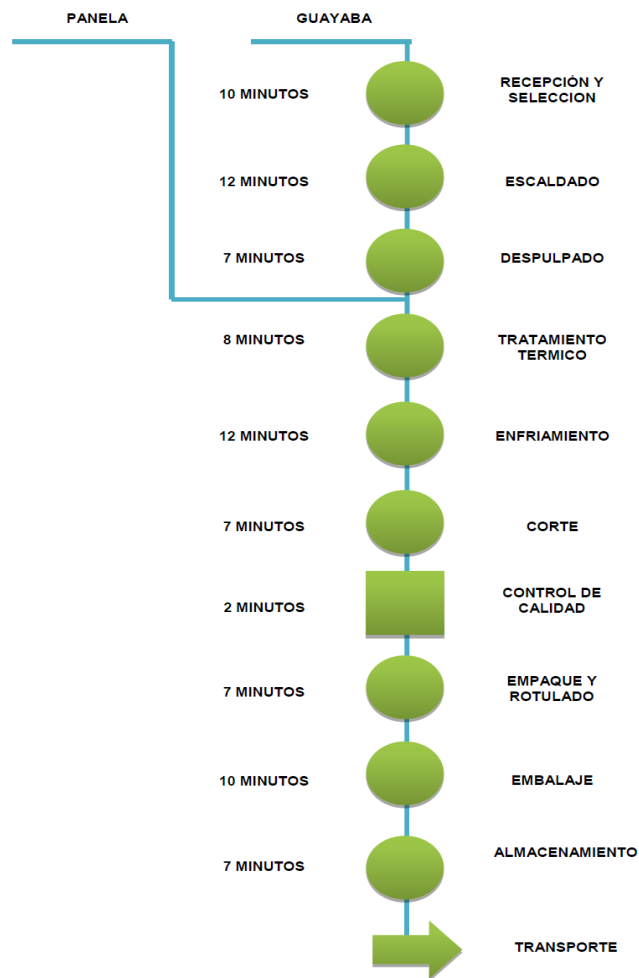 PANELA
GUAYABA
10 MINUTOS
RECEPCIÓN Y
SELECCION
12 MINUTOS
ESCALDADO
7 MINUTOS
DESPULPADO
8 MINUTOS
TRATAMIENTO
TERMICO
12 MINUTOS
ENFRIAMIENTO
7 MINUTOS
CORTE
2 MINUTOS
CONTROL DE
CALIDAD
7 MINUTOS
EMPAQUE Y
ROTULADO
10 MINUTOS
EMBALAJE
7 MINUTOS
ALMACENAMIENTO
TRANSPORTE